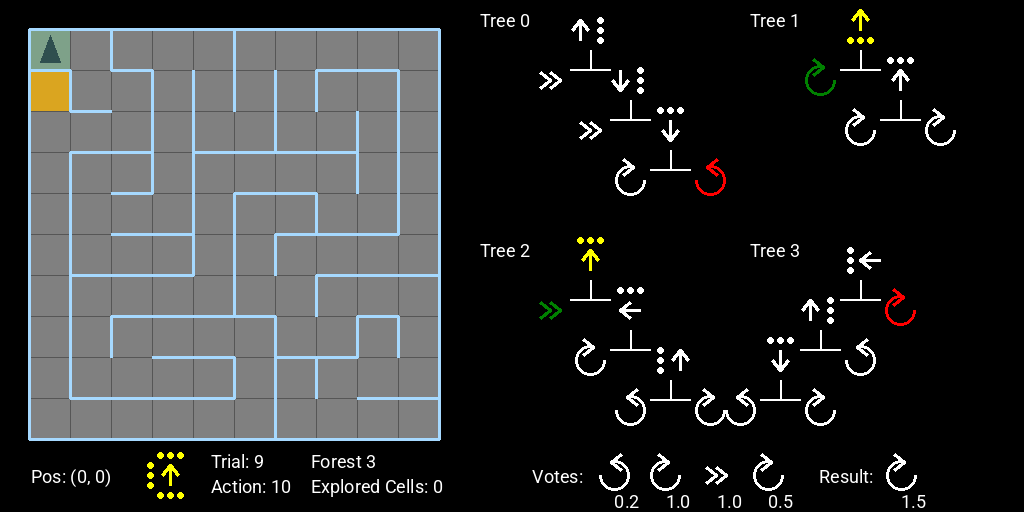 Tree 0
Tree 1
Tree 2
Tree 3
Pos: (0, 0)
Trial: 9
Forest 3
Action: 10
Explored Cells: 0
Votes:
Result:
0.2
1.0
1.0
0.5
1.5